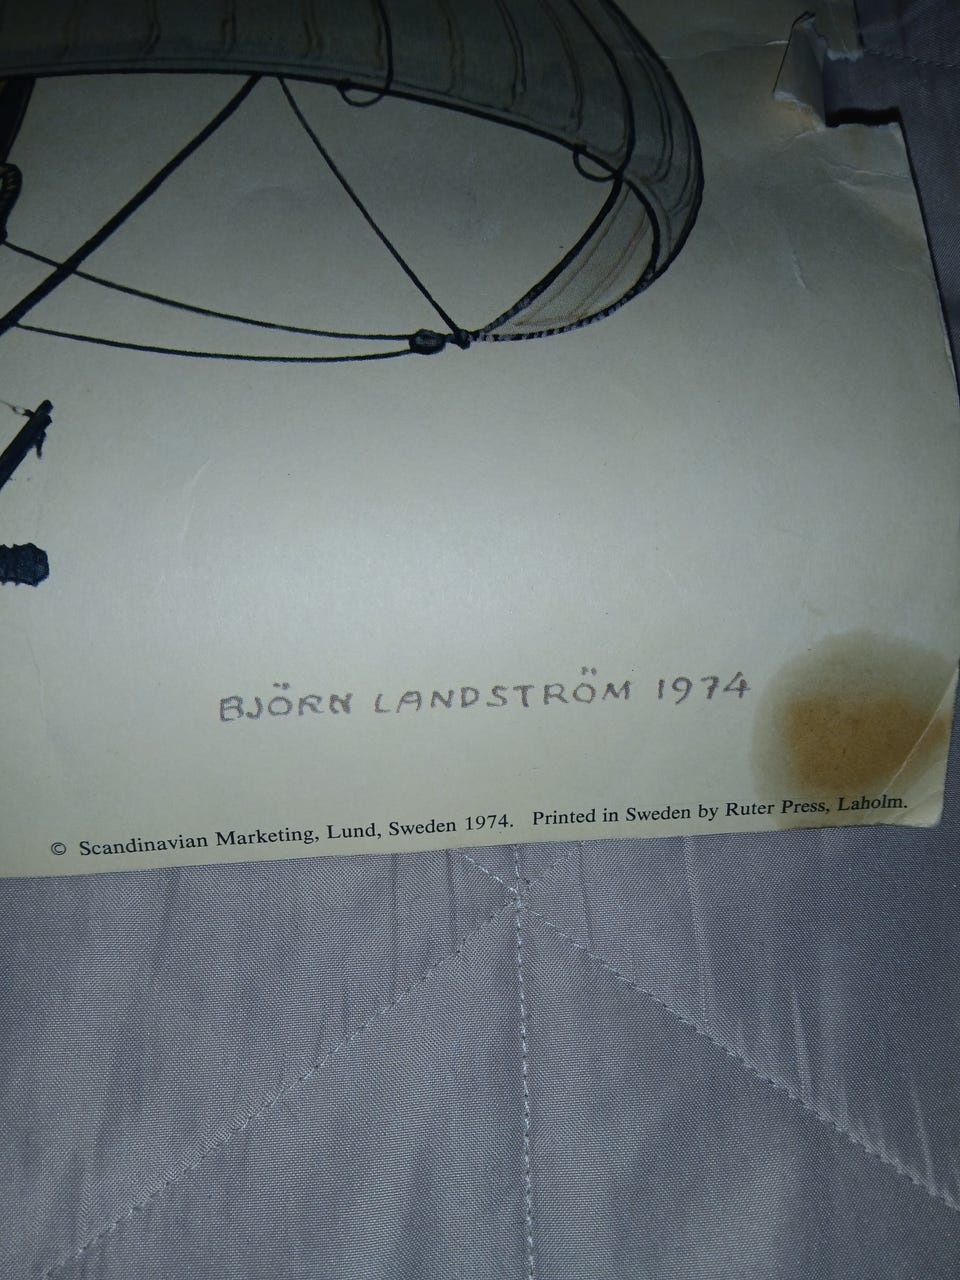 BJÖRN LANDSTRÖM 1974
© Scandinavian Marketing, Lund, Sweden 1974. Printed in Sweden by Ruter Press, Laholm.